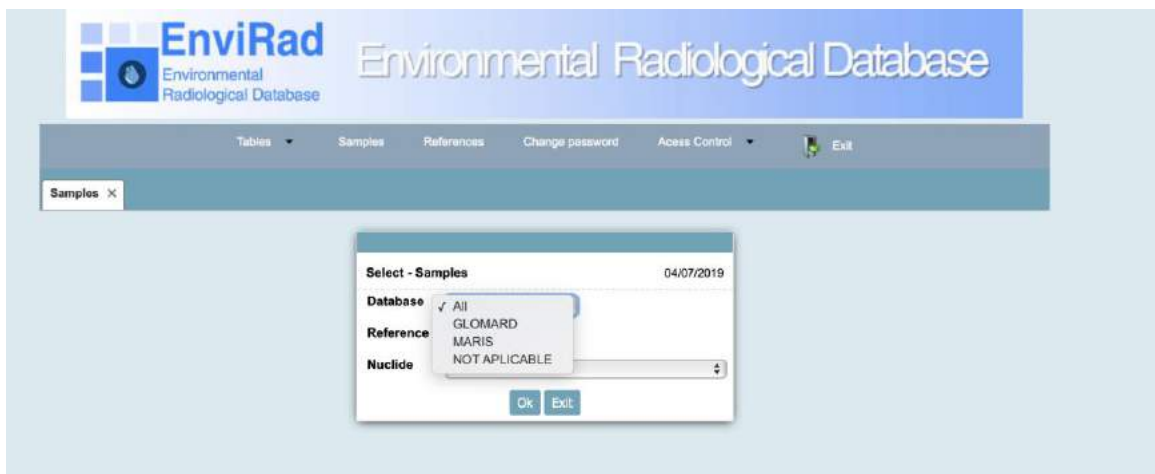 EnviRad
Environmental
Radiological Database
Environmental Radiological Database
Tables Samples References Change password Acess Control Exit
Samples X
Select - Samples 04/07/2019
Database
✓ All
GLOMARD
Reference
MARIS
NOT APLICABLE
Nuclide
Ok Exit